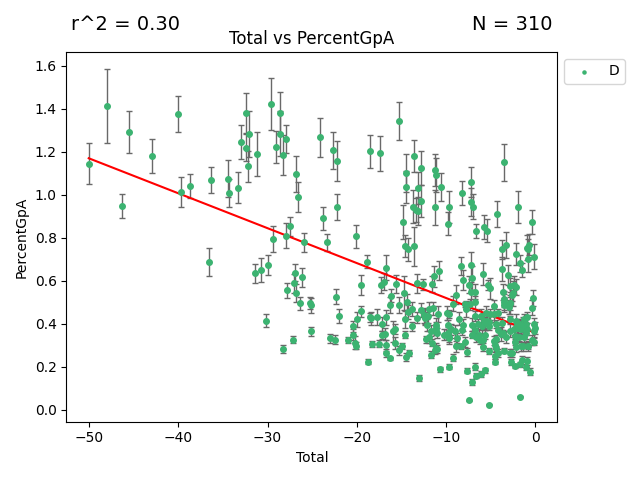 r^2 = 0.30
N = 310
Total vs PercentGpA
D
PercentGpA
1.6
1.4
1.2
1.0
0.8
0.6
0.4
0.2
0.0
−50 −40 −30 −20 −10 0
Total